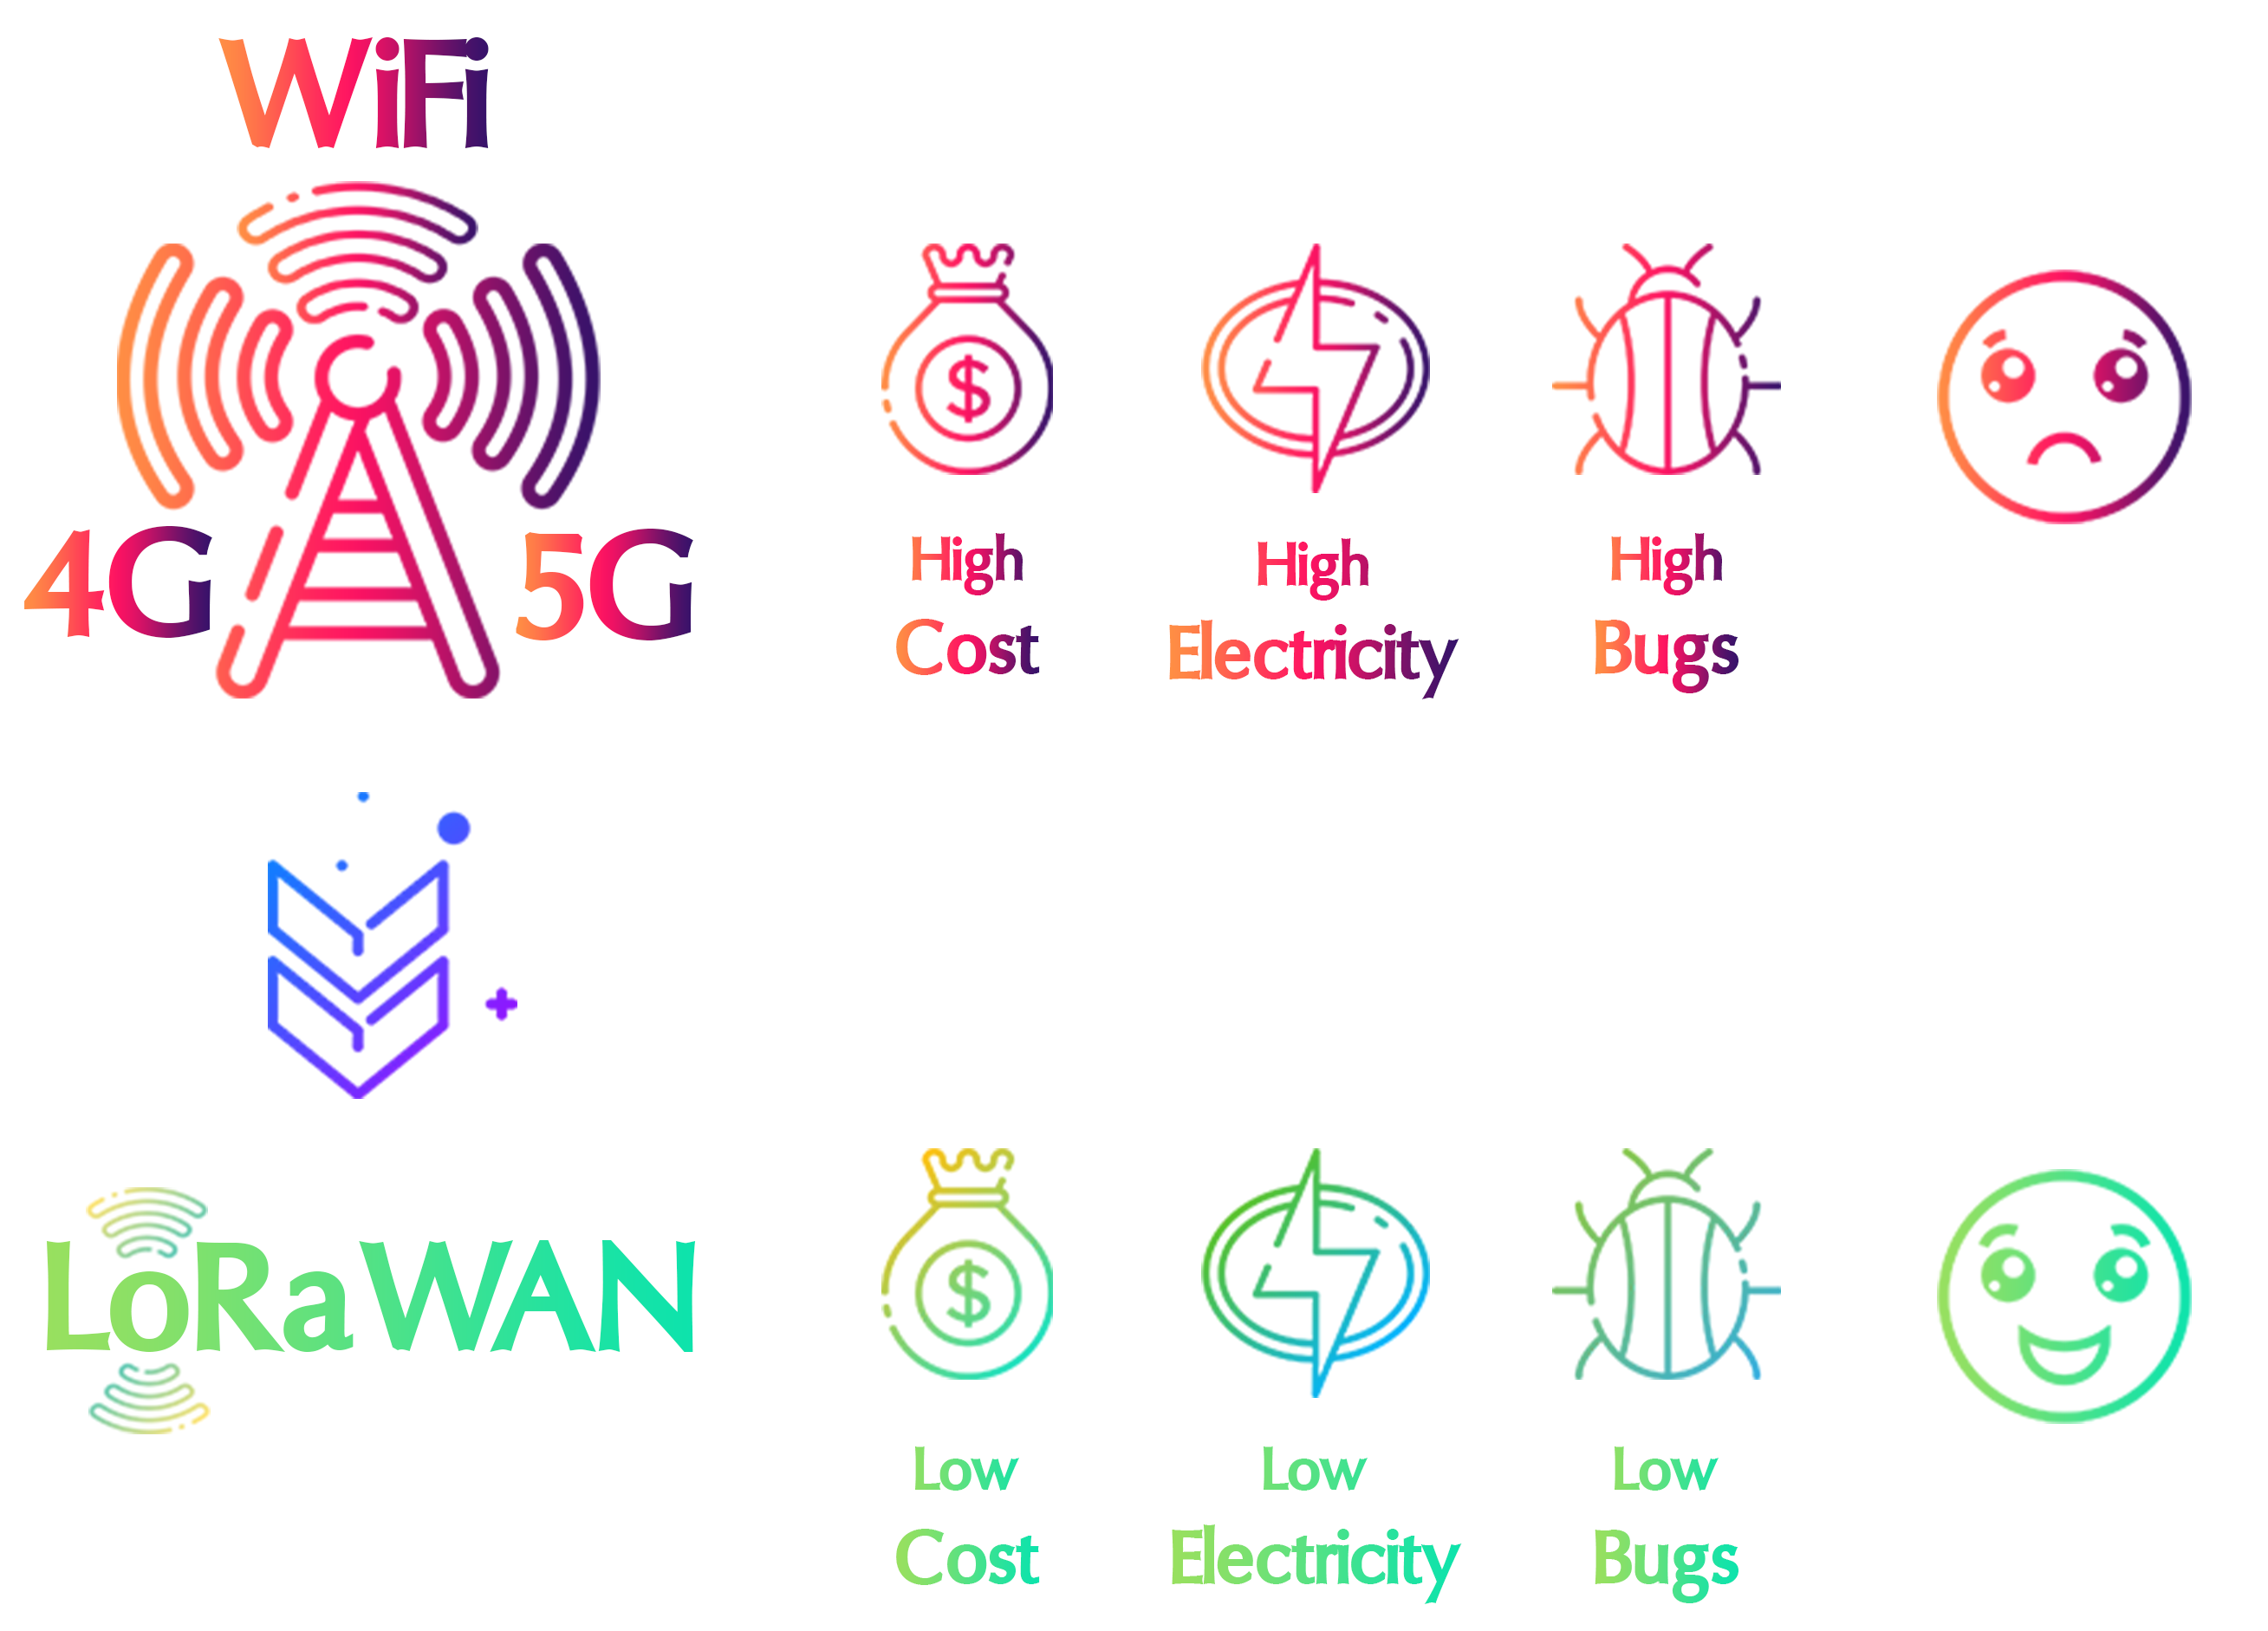 WiFi
4G 5G
High
Cost
High
Electricity
High
Bugs
LoRaWAN
Low
Cost
Low
Electricity
Low
Bugs